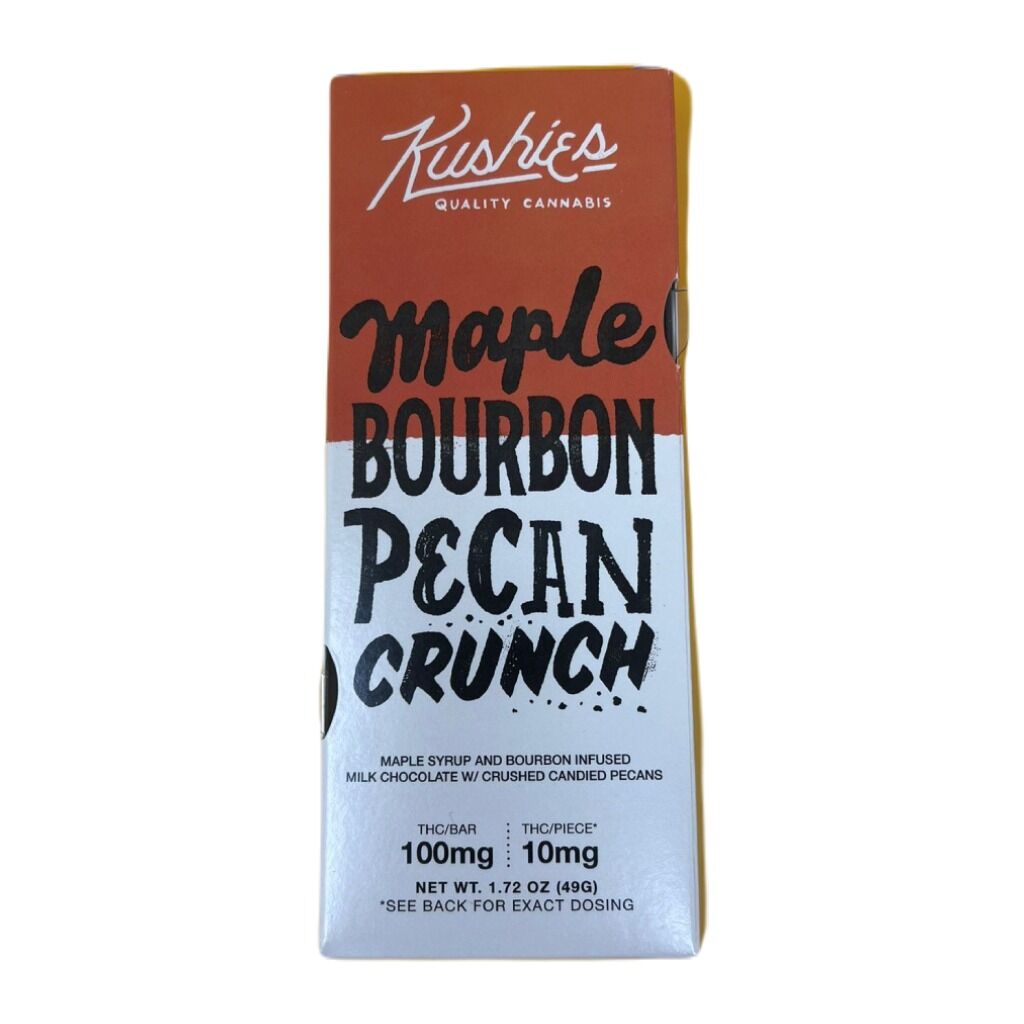 Kushies
QUALITY CANNABIS
Maple
BOURBON
PECAN
CRUNCH
MAPLE SYRUP AND BOURBON INFUSED
MILK CHOCOLATE W/ CRUSHED CANDIED PECANS
THC/BAR THC/PIECE*
100mg 10mg
NET WT. 1.72 OZ (49G)
*SEE BACK FOR EXACT DOSING